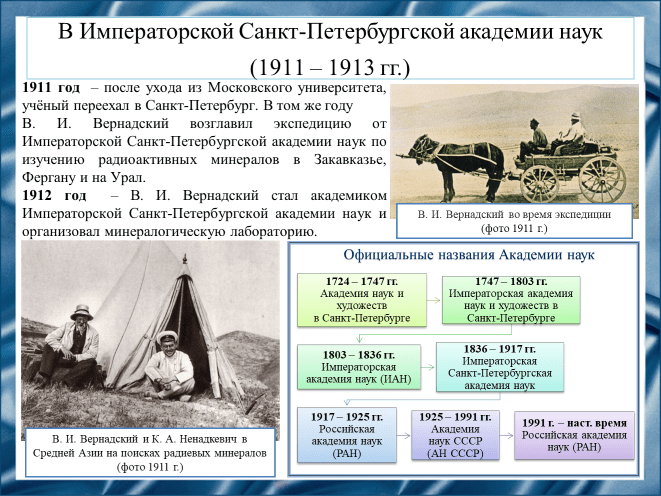 В Императорской Санкт-Петербургской академии наук
(1911 – 1913 гг.)
1911 год – после ухода из Московского университета,
учёный переехал в Санкт-Петербург. В том же году
В. И. Вернадский возглавил экспедицию от
Императорской Санкт-Петербургской академии наук по
изучению радиоактивных минералов в Закавказье,
Фергану и на Урал.
1912 год – В. И. Вернадский стал академиком
Императорской Санкт-Петербургской академии наук и
организовал минералогическую лабораторию.
В. И. Вернадский во время экспедиции
(фото 1911 г.)
В. И. Вернадский и К. А. Ненадкевич в
Средней Азии на поисках радиевых минералов
(фото 1911 г.)
Официальные названия Академии наук
1724 – 1747 гг.
Академия наук и
художеств
в Санкт-Петербурге
1747 – 1803 гг.
Императорская академия
наук и художеств в
Санкт-Петербурге
1803 – 1836 гг.
Императорская
академия наук (ИАН)
1836 – 1917 гг.
Императорская
Санкт-Петербургская
академия наук
1917 – 1925 гг.
Российская
академия наук
(РАН)
1925 – 1991 гг.
Академия
наук СССР
(АН СССР)
1991 г. – наст. время
Российская академия
наук (РАН)